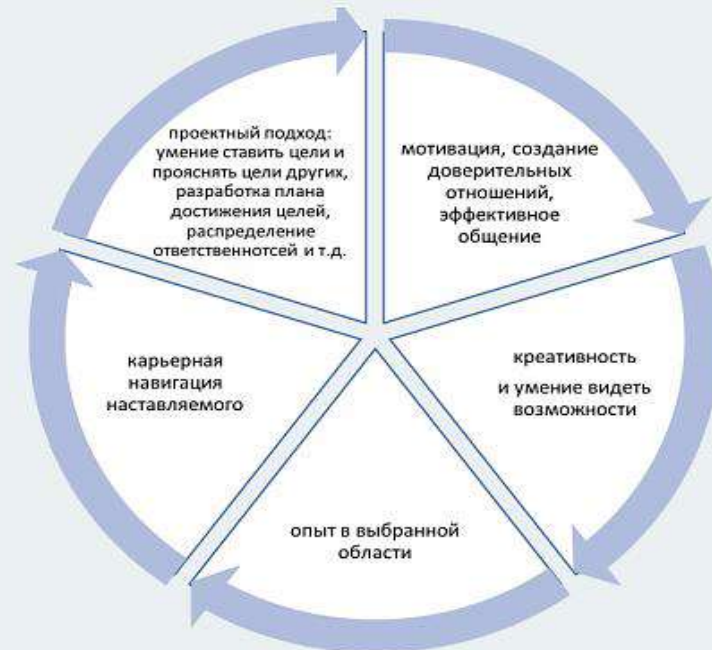 проектный подход:
умение ставить цели и
прояснять цели других,
разработка плана
достижения целей,
распределение
ответственнотсей и т.д.
мотивация, создание
доверительных
отношений,
эффективное
общение
креативность
и умение видеть
возможности
опыт в выбранной
области
карьерная
навигация
наставляемого